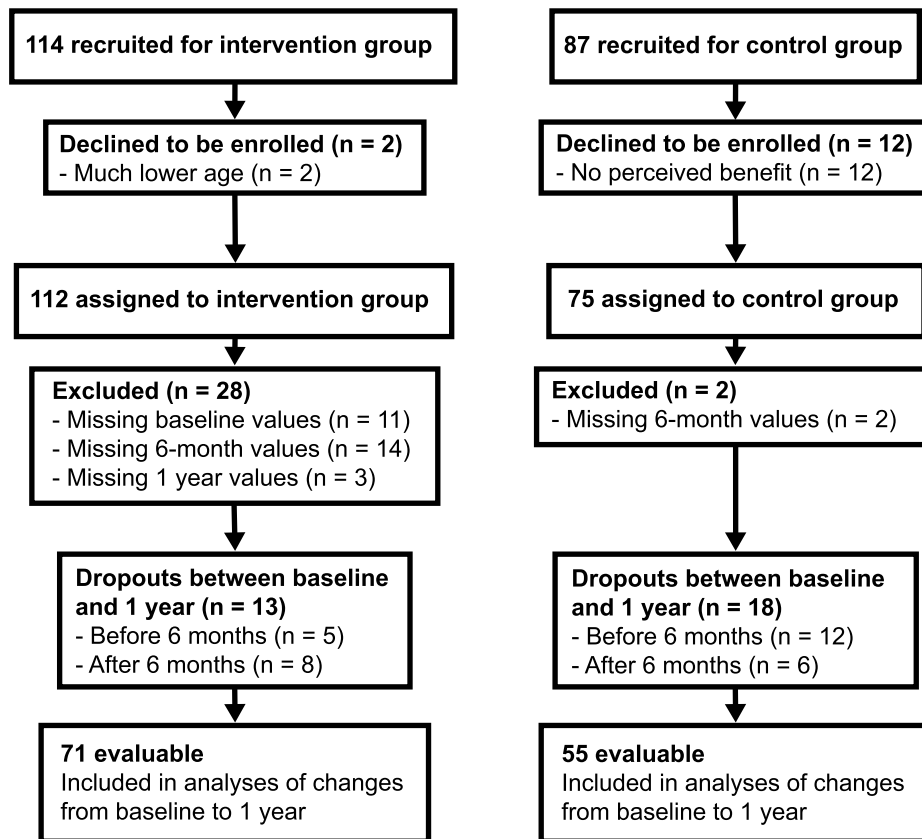 114 recruited for intervention group
Declined to be enrolled (n = 2)
- Much lower age (n = 2)
112 assigned to intervention group
Excluded (n = 28)
- Missing baseline values (n = 11)
- Missing 6-month values (n = 14)
- Missing 1 year values (n = 3)
Dropouts between baseline
and 1 year (n = 13)
- Before 6 months (n = 5)
- After 6 months (n = 8)
71 evaluable
Included in analyses of changes
from baseline to 1 year
87 recruited for control group
Declined to be enrolled (n = 12)
- No perceived benefit (n = 12)
75 assigned to control group
Excluded (n = 2)
- Missing 6-month values (n = 2)
Dropouts between baseline
and 1 year (n = 18)
- Before 6 months (n = 12)
- After 6 months (n = 6)
55 evaluable
Included in analyses of changes
from baseline to 1 year